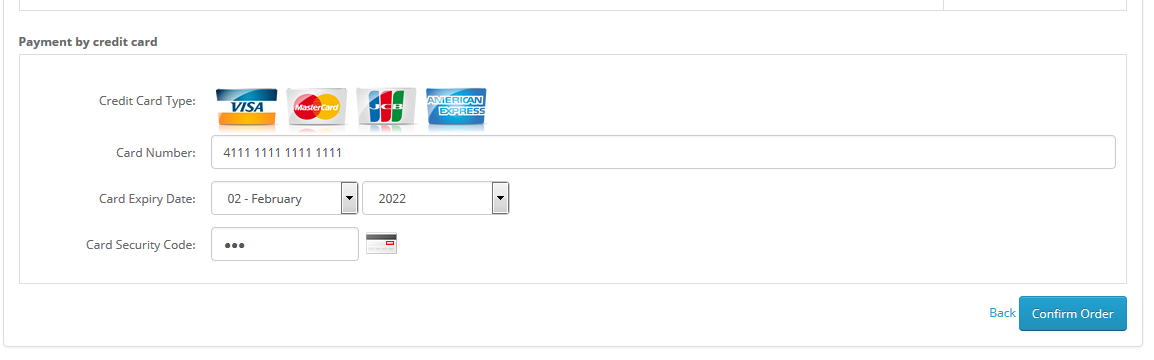 Payment by credit card
Credit Card Type: VISA MasterCard JCB AMERICAN EXPRESS
Card Number: 4111 1111 1111 1111
Card Expiry Date: 02 - February 2022
Card Security Code: •••
Back Confirm Order